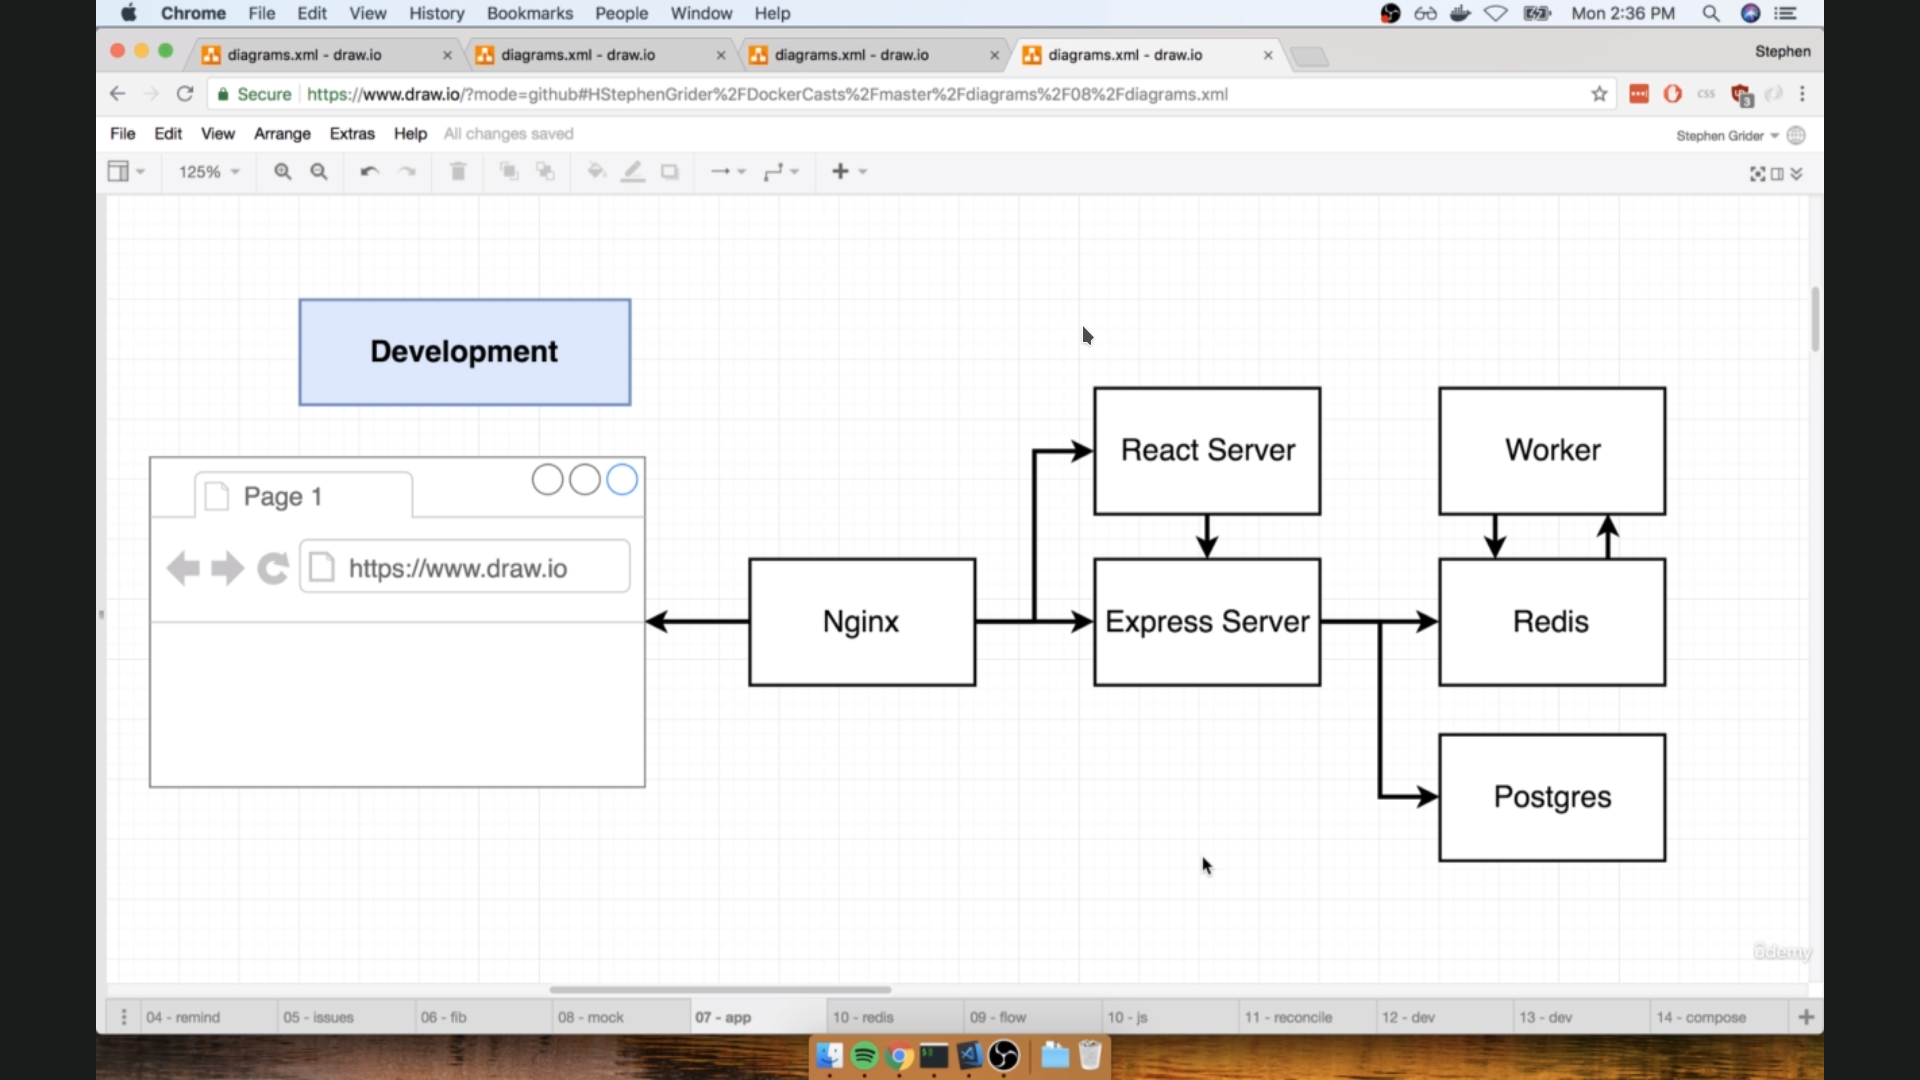 Chrome File Edit View History Bookmarks People Window Help Mon 2:36 PM
diagrams.xml - draw.io diagrams.xml - draw.io diagrams.xml - draw.io diagrams.xml - draw.io Stephen
Secure https://www.draw.io/?mode=github#HStephenGrider%2FDockerCasts%2Fmaster%2Fdiagrams%2F08%2Fdiagrams.xml css 3
File Edit View Arrange Extras Help All changes saved Stephen Grider
125%
Development
Page 1
https://www.draw.io
React Server
Worker
Nginx
Express Server
Redis
Postgres
ûdemy
04 - remind 05 - issues 06 - fib 08 - mock 07 - app 10 - redis 09 - flow 10 - js 11 - reconcile 12 - dev 13 - dev 14 - compose